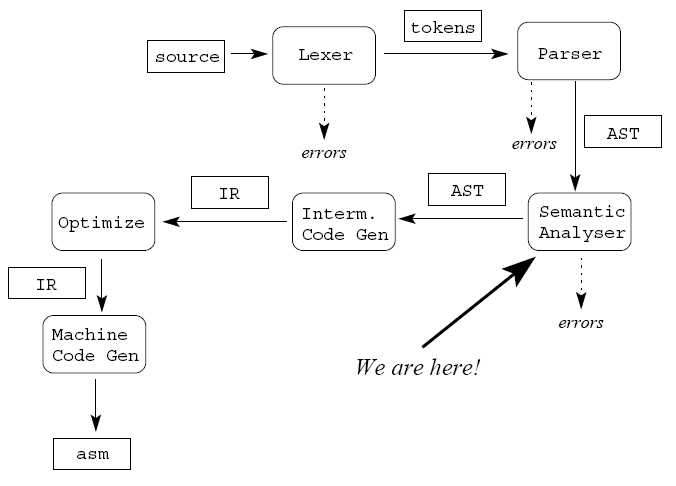 source
Lexer
tokens
Parser
errors
errors
AST
Semantic
Analyser
AST
Interm.
Code Gen
IR
Optimize
errors
IR
Machine
Code Gen
We are here!
asm